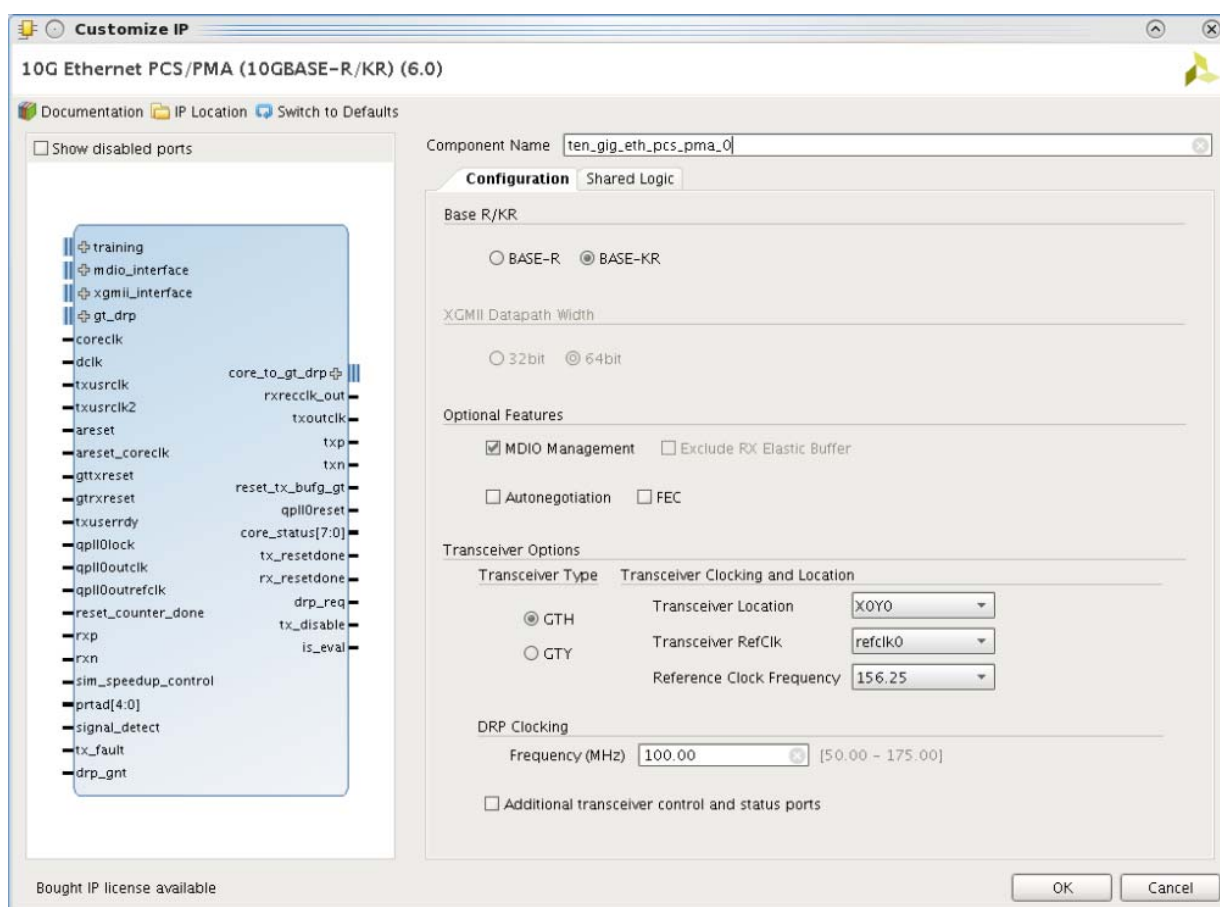 Customize IP
10G Ethernet PCS/PMA (10GBASE-R/KR) (6.0)
Documentation IP Location Switch to Defaults
Show disabled ports
training
mdio_interface
xgmii_interface
gt_drp
coreclk
dclk
txusrclk
txusrclk2
areset
areset_coreclk
gttxreset
gtrxreset
txuserrdy
qpll0lock
qpll0outclk
qpll0outrefclk
reset_counter_done
rxp
rxn
sim_speedup_control
prtad[4:0]
signal_detect
tx_fault
drp_gnt
core_to_gt_drp
rxrecclk_out
txoutclk
txp
txn
reset_tx_bufg_gt
qpll0reset
core_status[7:0]
tx_resetdone
rx_resetdone
drp_req
tx_disable
is_eval
Component Name ten_gig_eth_pcs_pma_0
Configuration Shared Logic
Base R/KR
BASE-R BASE-KR
XGMII Datapath Width
32bit 64bit
Optional Features
MDIO Management Exclude RX Elastic Buffer
Autonegotiation FEC
Transceiver Options
Transceiver Type Transceiver Clocking and Location
GTH
GTY
Transceiver Location X0Y0
Transceiver RefClk refclk0
Reference Clock Frequency 156.25
DRP Clocking
Frequency (MHz) 100.00 [50.00 - 175.00]
Additional transceiver control and status ports
Bought IP license available
OK Cancel